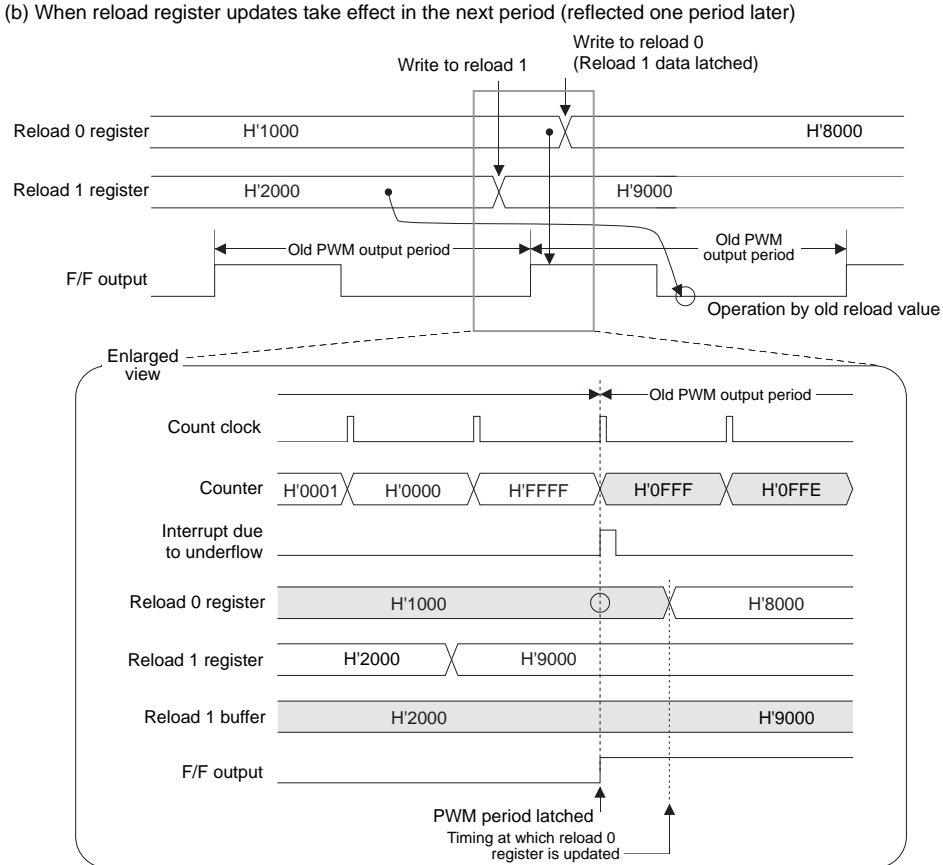 (b) When reload register updates take effect in the next period (reflected one period later)
Write to reload 0
(Reload 1 data latched)
Write to reload 1
Reload 0 register
H'1000
H'8000
Reload 1 register
H'2000
H'9000
Old PWM output period
Old PWM
output period
F/F output
Operation by old reload value
Enlarged
view
Old PWM output period
Count clock
Counter
H'0001
H'0000
H'FFFF
H'0FFF
H'0FFE
Interrupt due
to underflow
Reload 0 register
H'1000
H'8000
Reload 1 register
H'2000
H'9000
Reload 1 buffer
H'2000
H'9000
F/F output
PWM period latched
Timing at which reload 0
register is updated